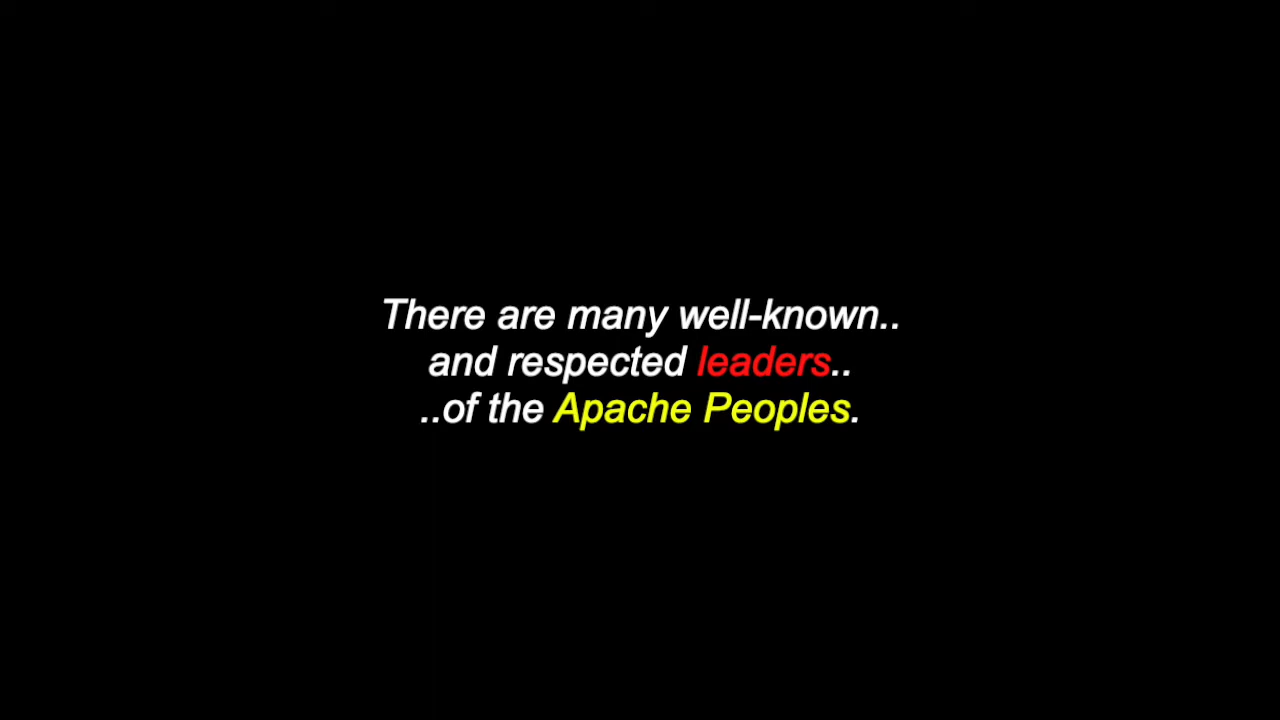 There are many well-known..
and respected leaders..
..of the Apache Peoples.